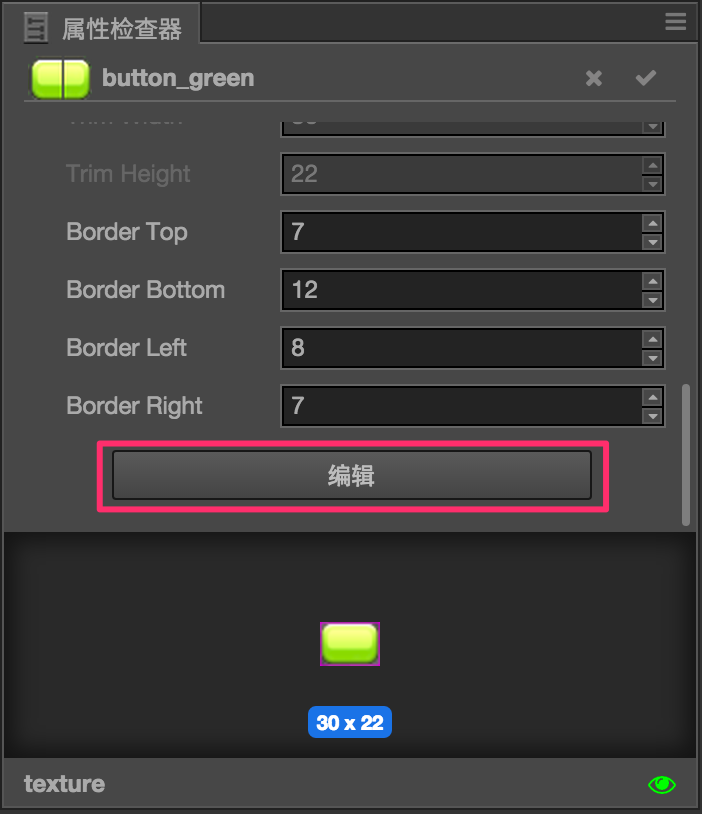 属性检查器
button_green
Trim Height
22
Border Top
7
Border Bottom
12
Border Left
8
Border Right
7
编辑
30 x 22
texture